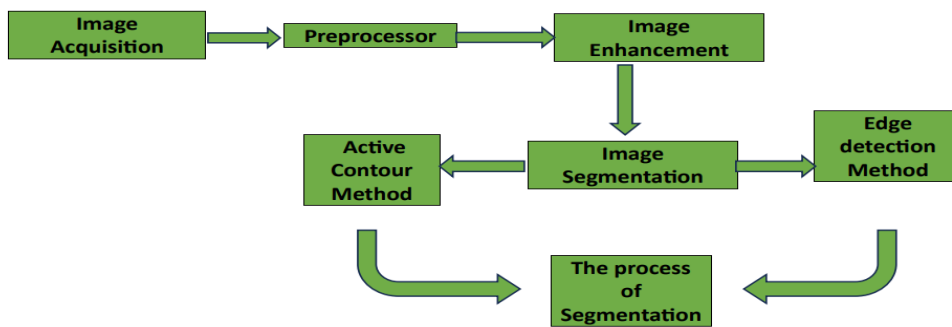 Image
Acquisition
Preprocessor
Image
Enhancement
Active
Contour
Method
Image
Segmentation
Edge
detection
Method
The process
of
Segmentation